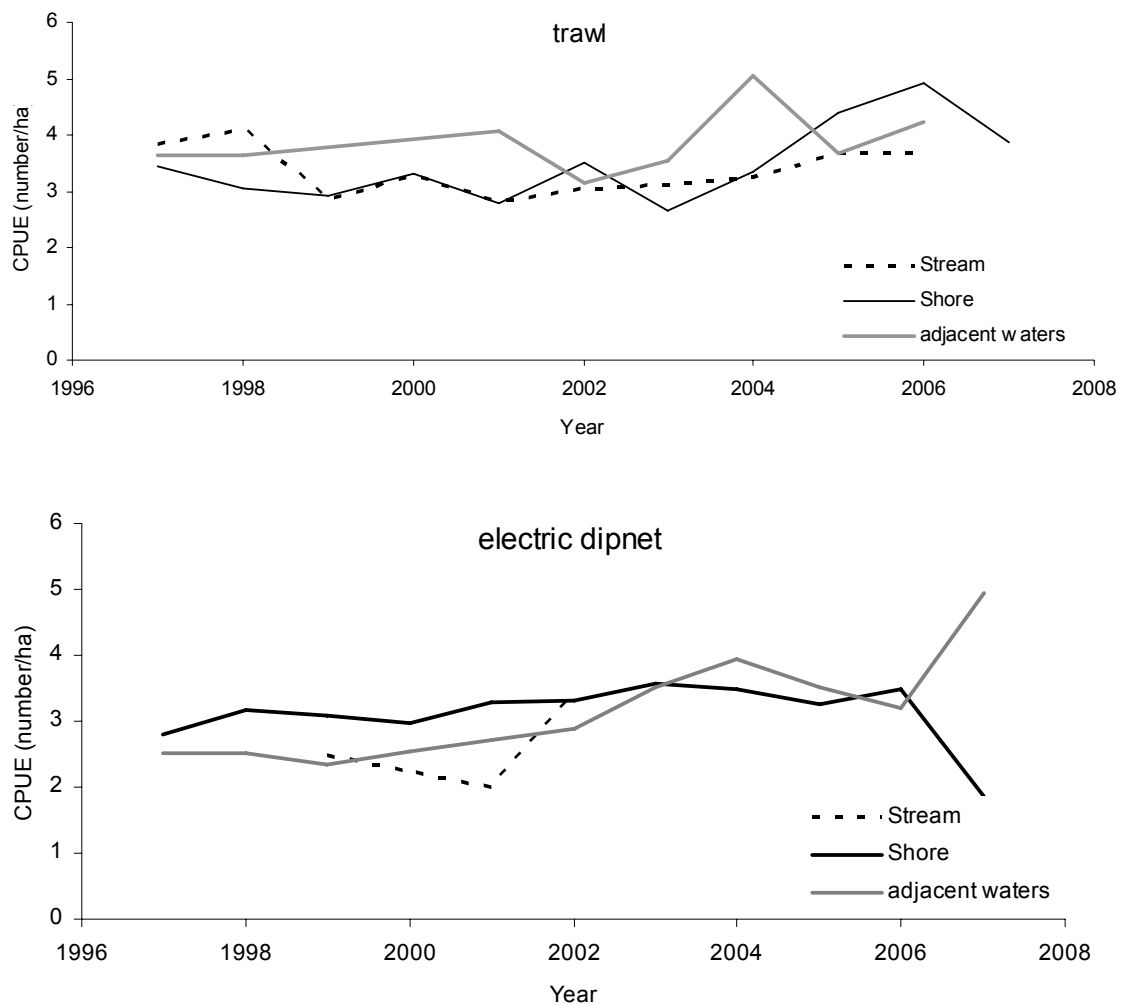 trawl
6
5
4
3
2
1
0
CPUE (number/ha)
Stream
Shore
adjacent waters
1996 1998 2000 2002 2004 2006 2008
Year
electric dipnet
6
5
4
3
2
1
0
CPUE (number/ha)
Stream
Shore
adjacent waters
1996 1998 2000 2002 2004 2006 2008
Year